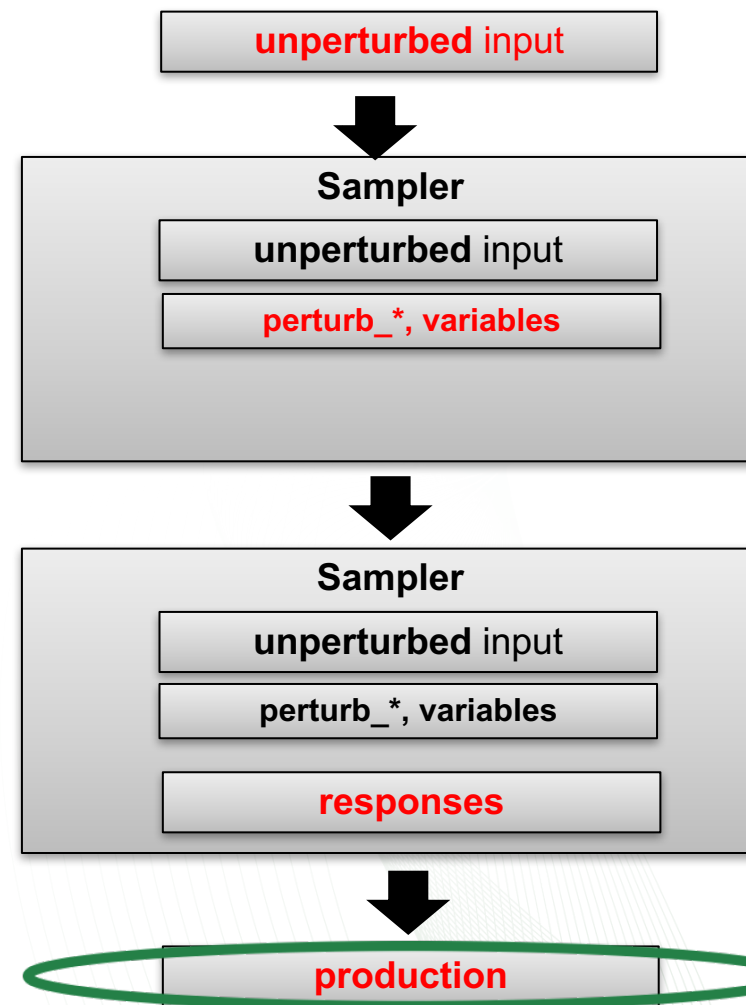 unperturbed input
Sampler
unperturbed input
perturb_*, variables
Sampler
unperturbed input
perturb_*, variables
responses
production